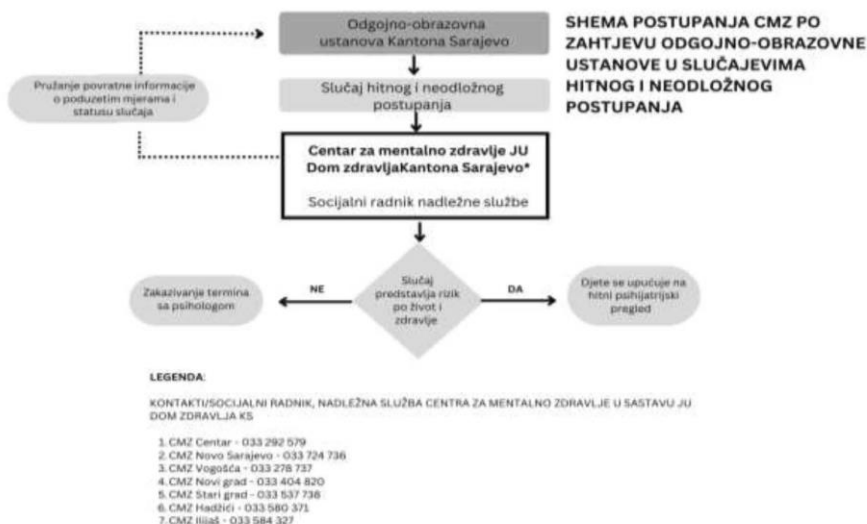 Odgojno-obrazovna
ustanova Kantona Sarajevo
SHEMA POSTUPANJA CMZ PO
ZAHTJEVU ODGOJNO-OBRAZOVNE
USTANOVE U SLUČAJEVIMA
HITNOG I NEODLOŽNOG
POSTUPANJA
Pružanje povratne informacije
o poduzetim mjerama i
statusu slučaja
Slučaj hitnog i neodložnog
postupanja
Centar za mentalno zdravlje JU
Dom zdravljaKantona Sarajevo*
Socijalni radnik nadležne službe
Zakazivanje termina
sa psihologom
NE
Slučaj
predstavlja rizik
po život i
zdravlje
DA
Djete se upućuje na
hitni psihijatrijski
pregled
LEGENDA:
KONTAKTI/SOCIJALNI RADNIK, NADLEŽNA SLUŽBA CENTRA ZA MENTALNO ZDRAVLJE U SASTAVU JU
DOM ZDRAVLJA KS
1. CMZ Centar - 033 292 579
2. CMZ Novo Sarajevo - 033 724 736
3. CMZ Vogošća - 033 278 737
4. CMZ Novi grad - 033 404 820
5. CMZ Stari grad - 033 537 738
6. CMZ Hadžići - 033 580 371
7. CMZ Ilijaš - 033 584 327